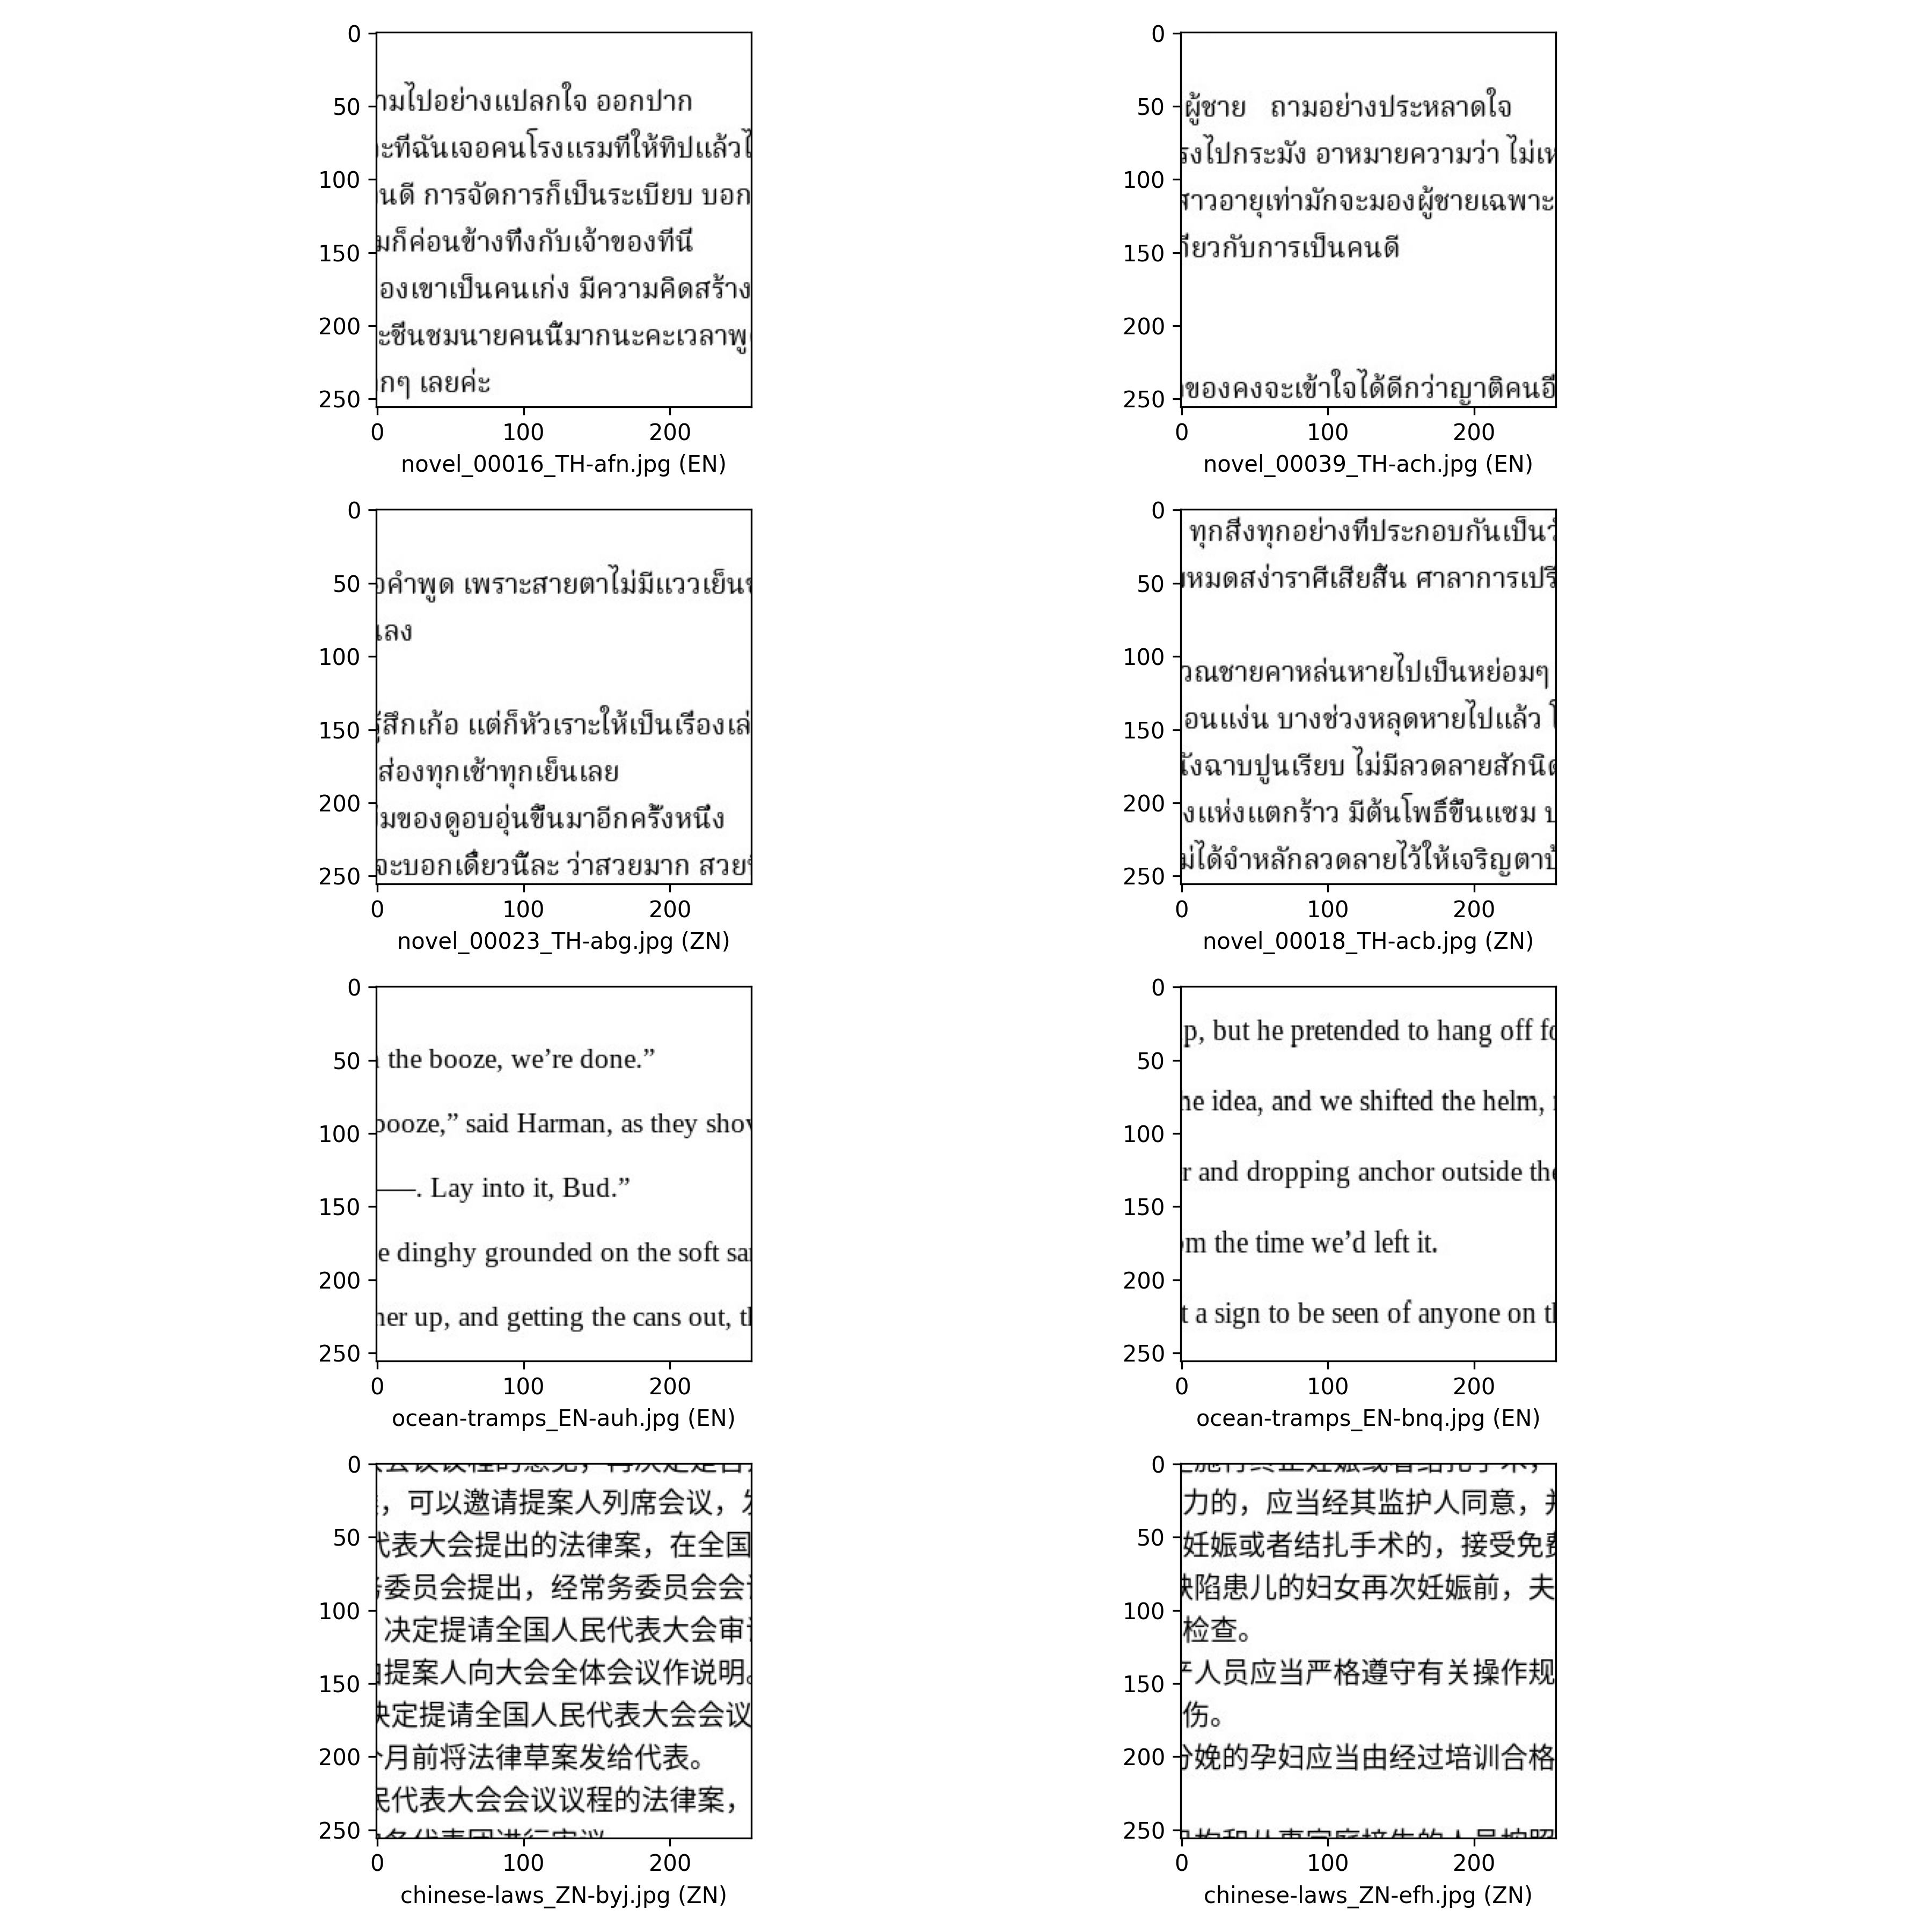 0
50
100
150
200
250
ามไปอย่างแปลกใจ ออกปาก
ะที่ฉันเจอคนโรงแรมที่ให้ทิปแล้วไ
นดี การจัดการก็เป็นระเบียบ บอก
มก็ค่อนข้างทึ่งกับเจ้าของที่นี่
องเขาเป็นคนเก่ง มีความคิดสร้าง
ะชื่นชมนายคนนี้มากนะคะเวลาพู
กๆ เลยค่ะ
0 100 200
novel_00016_TH-afn.jpg (EN)
0
50
100
150
200
250
ผู้ชาย ถามอย่างประหลาดใจ
รงไปกระมัง อาหมายความว่า ไม่เห
สาวอายุเท่ามักจะมองผู้ชายเฉพาะ
กี่ยวกับการเป็นคนดี
ของคงจะเข้าใจได้ดีกว่าญาติคนอื
0 100 200
novel_00039_TH-ach.jpg (EN)
0
50
100
150
200
250
คำพูด เพราะสายตาไม่มีแววเย็น
เลง
รู้สึกเก้อ แต่ก็หัวเราะให้เป็นเรื่องเล่
ส่องทุกเช้าทุกเย็นเลย
มของดูอบอุ่นขึ้นมาอีกครั้งหนึ่ง
จะบอกเดี๋ยวนี้ละ ว่าสวยมาก สวย
0 100 200
novel_00023_TH-abg.jpg (ZN)
0
50
100
150
200
250
ทุกสิ่งทุกอย่างที่ประกอบกันเป็นวั
หมดสง่าราศีเสียสิ้น ศาลาการเปรี
วณชายคาหล่นหายไปเป็นหย่อมๆ
อนแง่น บางช่วงหลุดหายไปแล้ว โ
นังฉาบปูนเรียบ ไม่มีลวดลายสักนิด
งแห่งแตกร้าว มีต้นโพธิ์ขึ้นแซม บ
ม่ได้จำหลักลวดลายไว้ให้เจริญตา
0 100 200
novel_00018_TH-acb.jpg (ZN)
0
50
100
150
200
250
the booze, we’re done.”
booze,” said Harman, as they shov
——. Lay into it, Bud.”
e dinghy grounded on the soft sa
her up, and getting the cans out, t
0 100 200
ocean-tramps_EN-auh.jpg (EN)
0
50
100
150
200
250
p, but he pretended to hang off fo
he idea, and we shifted the helm,
r and dropping anchor outside the
om the time we’d left it.
t a sign to be seen of anyone on t
0 100 200
ocean-tramps_EN-bnq.jpg (EN)
0
50
100
150
200
250
，可以邀请提案人列席会议，发
代表大会提出的法律案，在全国
务委员会提出，经常务委员会会
决定提请全国人民代表大会审
由提案人向大会全体会议作说明。
决定提请全国人民代表大会会议
个月前将法律草案发给代表。
民代表大会会议议程的法律案，
0 100 200
chinese-laws_ZN-byj.jpg (ZN)
0
50
100
150
200
250
力的，应当经其监护人同意，并
妊娠或者结扎手术的，接受免费
缺陷患儿的妇女再次妊娠前，夫
检查。
产人员应当严格遵守有关操作规
伤。
分娩的孕妇应当由经过培训合格
0 100 200
chinese-laws_ZN-efh.jpg (ZN)